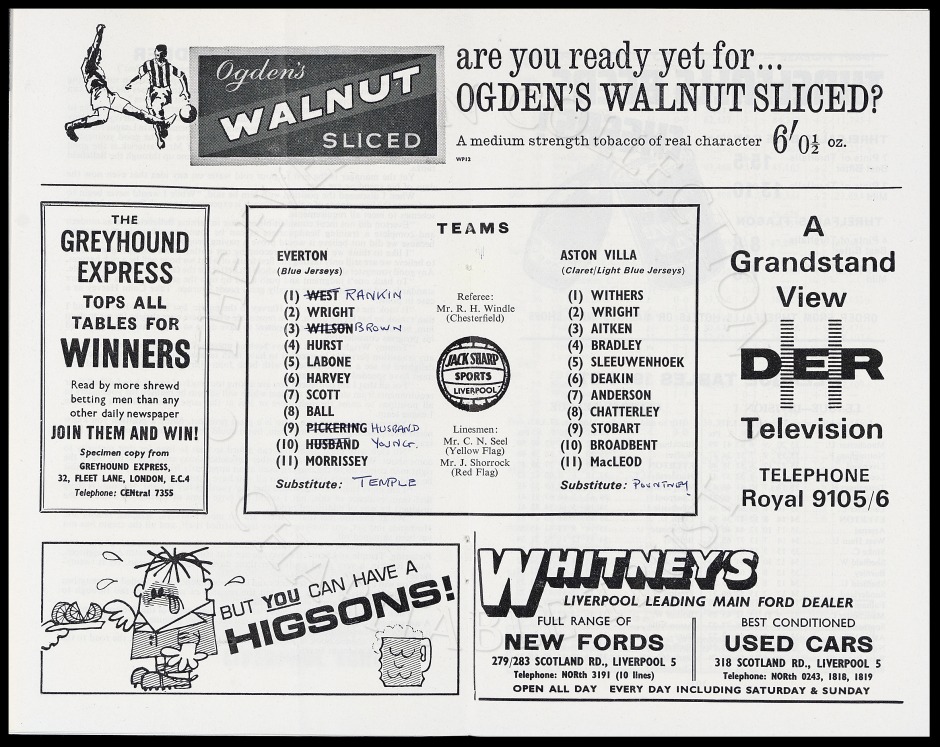 Ogden's
WALNUT
SLICED
are you ready yet for...
OGDEN'S WALNUT SLICED?
A medium strength tobacco of real character 6'0½ oz.
WP12
THE
GREYHOUND
EXPRESS
TOPS ALL
TABLES FOR
WINNERS
Read by more shrewd
betting men than any
other daily newspaper
JOIN THEM AND WIN!
Specimen copy from
GREYHOUND EXPRESS,
32, FLEET LANE, LONDON, E.C.4
Telephone: CENtral 7355
TEAMS
EVERTON
(Blue Jerseys)
(1) WEST RANKIN
(2) WRIGHT
(3) WILSON BROWN
(4) HURST
(5) LABONE
(6) HARVEY
(7) SCOTT
(8) BALL
(9) PICKERING HUSBAND
(10) HUSBAND YOUNG.
(11) MORRISSEY
Substitute: TEMPLE
Referee:
Mr. R. H. Windle
(Chesterfield)
JACK SHARP
SPORTS
LIVERPOOL
Linesmen:
Mr. C. N. Seel
(Yellow Flag)
Mr. J. Shorrock
(Red Flag)
ASTON VILLA
(Claret/Light Blue Jerseys)
(1) WITHERS
(2) WRIGHT
(3) AITKEN
(4) BRADLEY
(5) SLEEUWENHOEK
(6) DEAKIN
(7) ANDERSON
(8) CHATTERLEY
(9) STOBART
(10) BROADBENT
(11) MacLEOD
Substitute: POUNTNEY
A
Grandstand
View
DER
Television
TELEPHONE
Royal 9105/6
BUT YOU CAN HAVE A
HIGSONS!
WHITNEY'S
LIVERPOOL LEADING MAIN FORD DEALER
FULL RANGE OF
NEW FORDS
279/283 SCOTLAND RD., LIVERPOOL 5
Telephone: NORth 3191 (10 lines)
BEST CONDITIONED
USED CARS
318 SCOTLAND RD., LIVERPOOL 5
Telephone: NORth 0243, 1818, 1819
OPEN ALL DAY EVERY DAY INCLUDING SATURDAY & SUNDAY